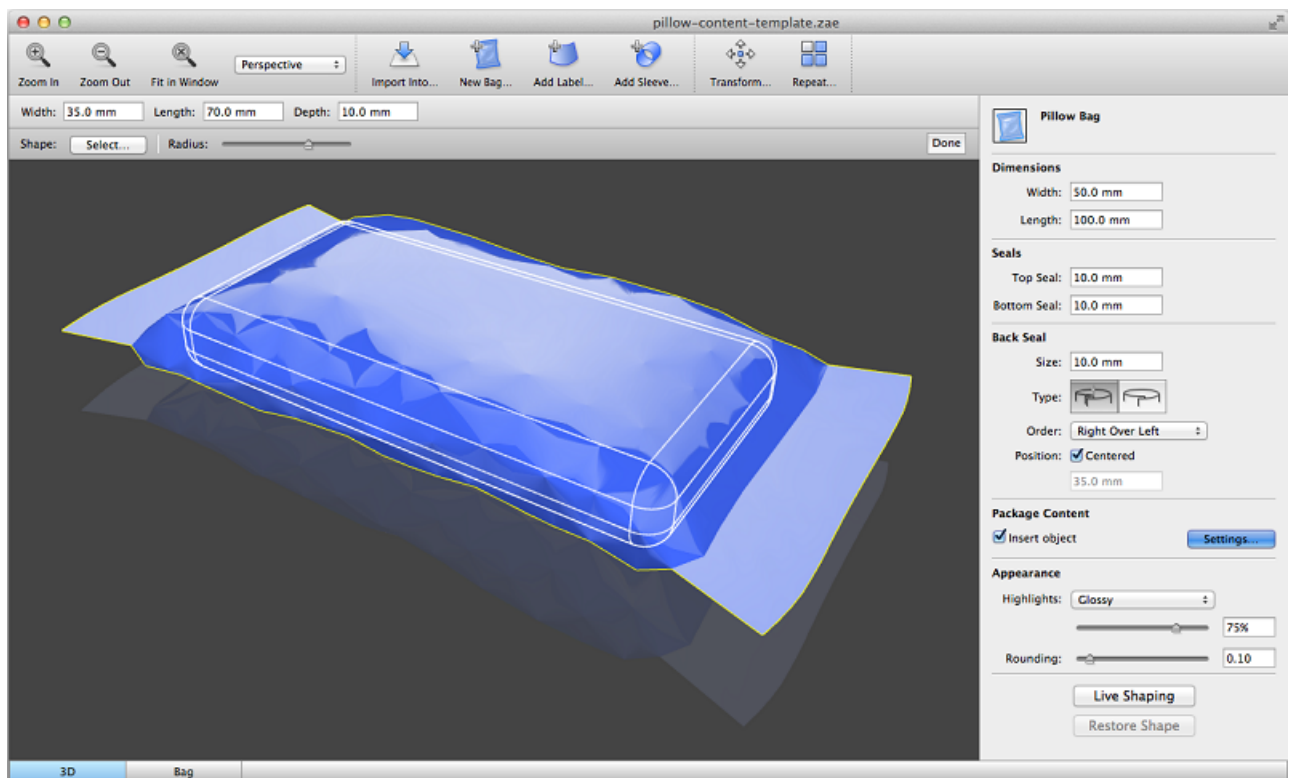 pillow-content-template.zae
Zoom In Zoom Out Fit in Window Perspective Import Into... New Bag... Add Label... Add Sleeve... Transform... Repeat...
Width: 35.0 mm Length: 70.0 mm Depth: 10.0 mm
Shape: Select... Radius: Done
Pillow Bag
Dimensions
Width: 50.0 mm
Length: 100.0 mm
Seals
Top Seal: 10.0 mm
Bottom Seal: 10.0 mm
Back Seal
Size: 10.0 mm
Type:
Order: Right Over Left
Position: Centered
35.0 mm
Package Content
Insert object Settings...
Appearance
Highlights: Glossy
75%
Rounding: 0.10
Live Shaping
Restore Shape
3D Bag